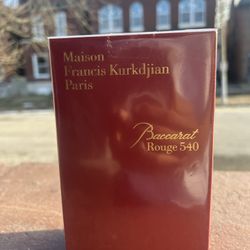 Maison
Francis Kurkdjian
Paris
Baccarat
Rouge 540